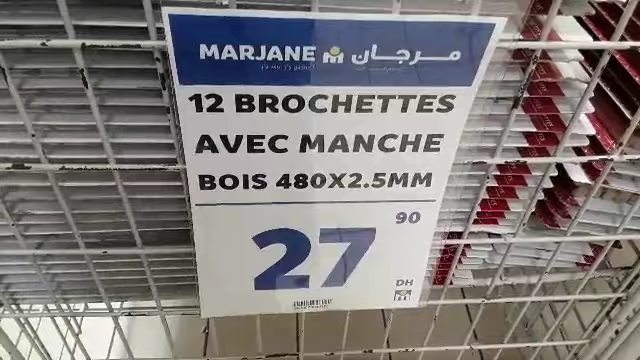 MARJANE مرجان
12 BROCHETTES
AVEC MANCHE
BOIS 480X2.5MM
27 90
DH